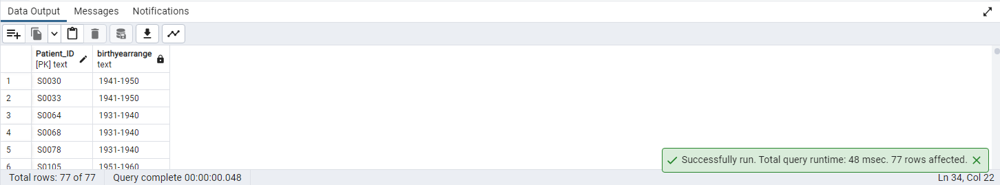 Data Output Messages Notifications
Patient_ID birthyearrange
[PK] text text
1 S0030 1941-1950
2 S0033 1941-1950
3 S0064 1931-1940
4 S0068 1931-1940
5 S0078 1931-1940
6 S0105 1951-1960
Successfully run. Total query runtime: 48 msec. 77 rows affected.
Total rows: 77 of 77 Query complete 00:00:00.048 Ln 34, Col 22